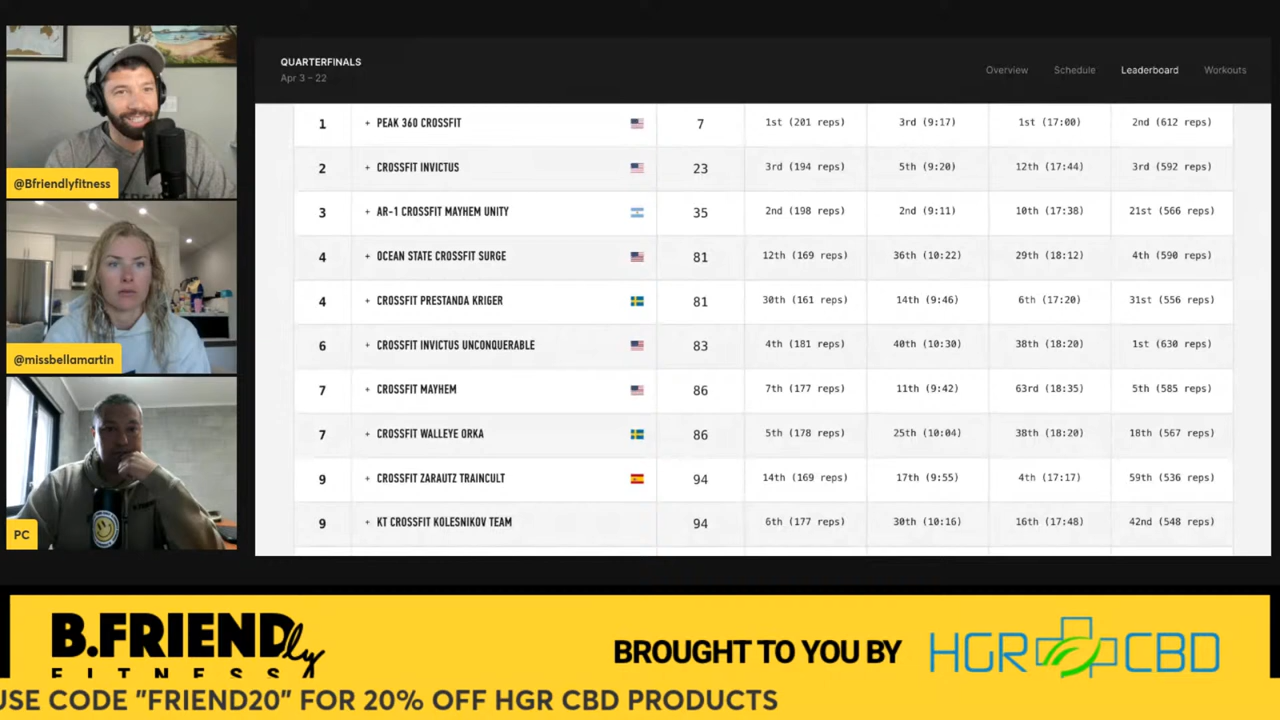 @Bfriendlyfitness
@missbellamartin
PC
QUARTERFINALS
Apr 3 – 22
Overview Schedule Leaderboard Workouts
1 + PEAK 360 CROSSFIT 7 1st (201 reps) 3rd (9:17) 1st (17:00) 2nd (612 reps)
2 + CROSSFIT INVICTUS 23 3rd (194 reps) 5th (9:20) 12th (17:44) 3rd (592 reps)
3 + AR-1 CROSSFIT MAYHEM UNITY 35 2nd (198 reps) 2nd (9:11) 10th (17:38) 21st (566 reps)
4 + OCEAN STATE CROSSFIT SURGE 81 12th (169 reps) 36th (10:22) 29th (18:12) 4th (590 reps)
4 + CROSSFIT PRESTANDA KRIGER 81 30th (161 reps) 14th (9:46) 6th (17:20) 31st (556 reps)
6 + CROSSFIT INVICTUS UNCONQUERABLE 83 4th (181 reps) 40th (10:30) 38th (18:20) 1st (630 reps)
7 + CROSSFIT MAYHEM 86 7th (177 reps) 11th (9:42) 63rd (18:35) 5th (585 reps)
7 + CROSSFIT WALLEYE ORKA 86 5th (178 reps) 25th (10:04) 38th (18:20) 18th (567 reps)
9 + CROSSFIT ZARAUTZ TRAINCULT 94 14th (169 reps) 17th (9:55) 4th (17:17) 59th (536 reps)
9 + KT CROSSFIT KOLESNIKOV TEAM 94 6th (177 reps) 30th (10:16) 16th (17:48) 42nd (548 reps)
B.FRIENDly
FITNESS
BROUGHT TO YOU BY
HGR CBD
USE CODE "FRIEND20" FOR 20% OFF HGR CBD PRODUCTS